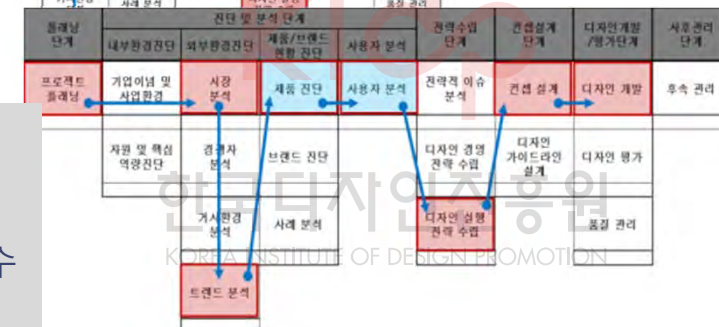 사례 분석
품질 관리
플래닝 단계
진단 및 분석 단계
내부환경진단
외부환경진단
제품/브랜드 현황 진단
사용자 분석
전략수립 단계
컨셉설계 단계
디자인개발 /평가단계
사후관리 단계
프로젝트 플래닝
기업이념 및 사업환경
시장 분석
제품 진단
사용자 분석
전략적 이슈 분석
컨셉 설계
디자인 개발
후속 관리
자원 및 핵심 역량진단
경쟁자 분석
브랜드 진단
디자인 경영 전략 수립
디자인 가이드라인 설계
디자인 평가
한국디자인진흥원
거시환경 분석
사례 분석
디자인 실행 전략 수립
품질 관리
KOREA INSTITUTE OF DESIGN PROMOTION
수
트렌드 분석